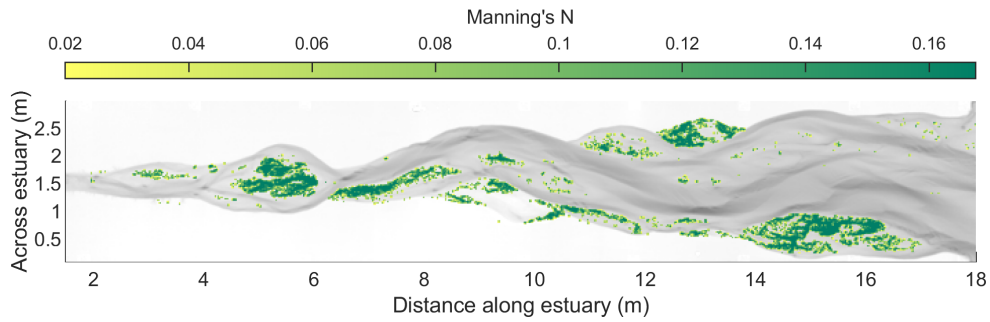 Manning's N
0.02 0.04 0.06 0.08 0.1 0.12 0.14 0.16
Across estuary (m)
2.5
2
1.5
1
0.5
2 4 6 8 10 12 14 16 18
Distance along estuary (m)